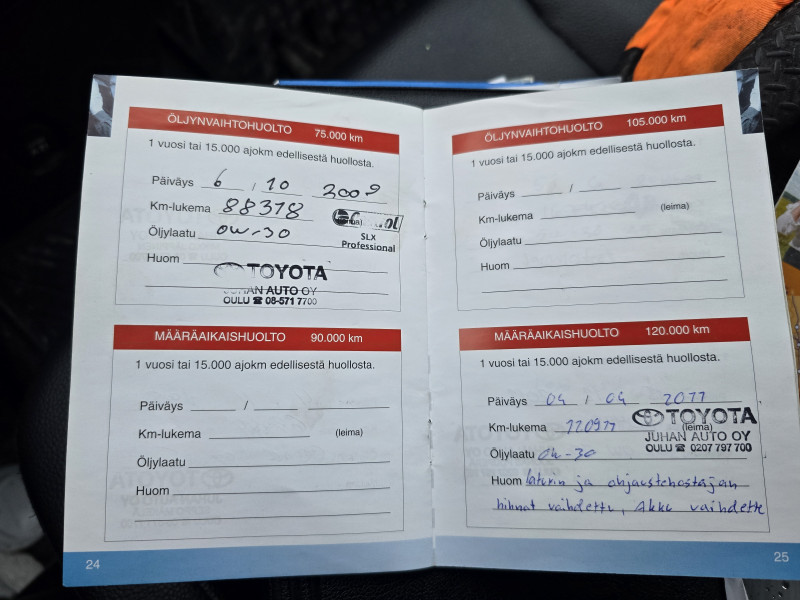 ÖLJYNVAIHTOHUOLTO 75.000 km
1 vuosi tai 15.000 ajokm edellisestä huollosta.
Päiväys 6 / 10 2009
Km-lukema 88318
Öljylaatu 0W-30
SLX
Professional
Huom
TOYOTA
JUHAN AUTO OY
OULU ☎ 08-571 7700
MÄÄRÄAIKAISHUOLTO 90.000 km
1 vuosi tai 15.000 ajokm edellisestä huollosta.
Päiväys /
Km-lukema (leima)
Öljylaatu
Huom
24
ÖLJYNVAIHTOHUOLTO 105.000 km
1 vuosi tai 15.000 ajokm edellisestä huollosta.
Päiväys /
Km-lukema (leima)
Öljylaatu
Huom
MÄÄRÄAIKAISHUOLTO 120.000 km
1 vuosi tai 15.000 ajokm edellisestä huollosta.
Päiväys 04 / 04 2011
Km-lukema 110911 (leima)
TOYOTA
JUHAN AUTO OY
OULU ☎ 0207 797 700
Öljylaatu 0W-30
Huom laturin ja ohjaustehostajan
hihnat vaihdettu, Akku vaihdettu
25